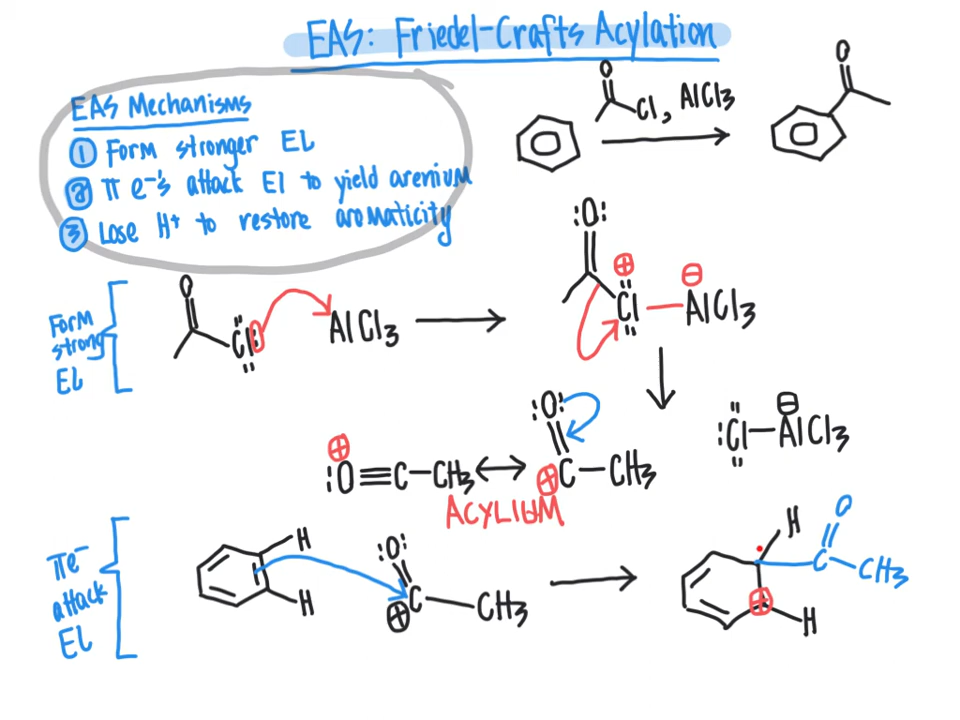 EAS: Friedel-Crafts Acylation
EAS Mechanisms
① Form stronger EL
② π e⁻'s attack El to yield arenium
③ Lose H⁺ to restore aromaticity
O
Cl, AlCl3
O
Form
strong
EL
O
Cl
AlCl3
:O:
⊕
Cl
⊖
AlCl3
⊕
:O≡C-CH3
↔
:O:
⊕C-CH3
ACYLIUM
⊖
:Cl-AlCl3
πe⁻
attack
EL
H
H
:O:
⊕C-CH3
H
O
C-CH3
⊕
H